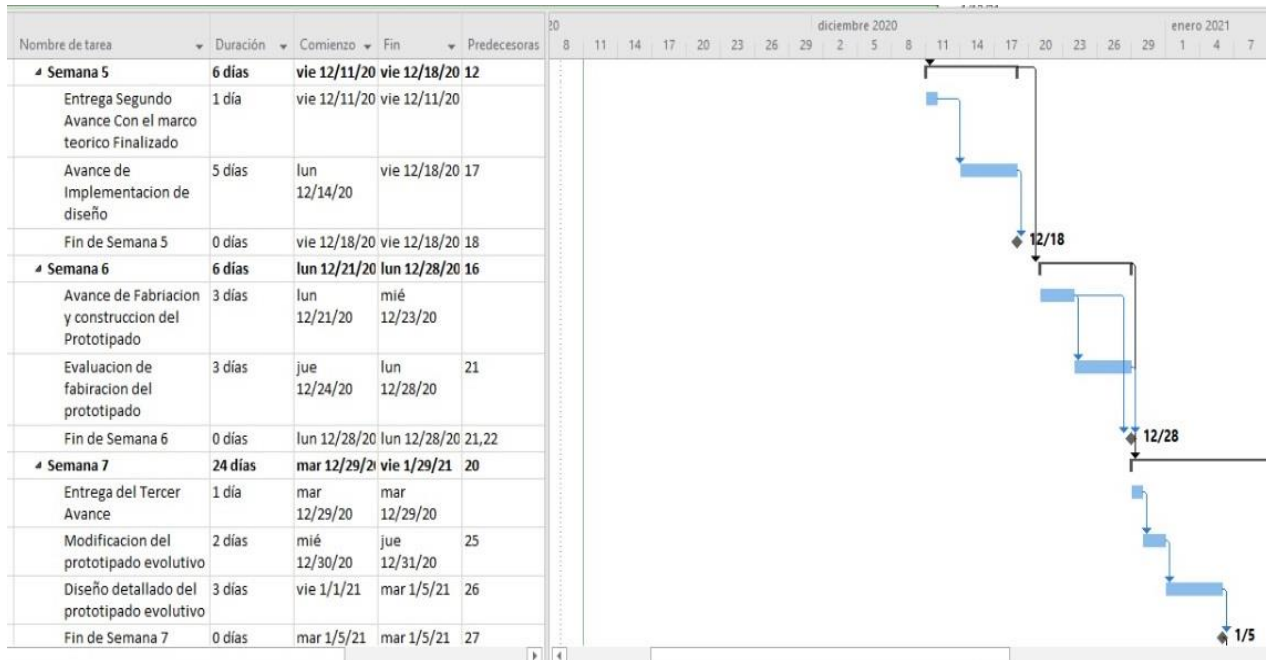 20 diciembre 2020 enero 2021
Nombre de tarea Duración Comienzo Fin Predecesoras 8 11 14 17 20 23 26 29 2 5 8 11 14 17 20 23 26 29 1 4 7
Semana 5 6 días vie 12/11/20 vie 12/18/20 12
Entrega Segundo 1 día vie 12/11/20 vie 12/11/20
Avance Con el marco
teorico Finalizado
Avance de 5 días lun vie 12/18/20 17
Implementacion de 12/14/20
diseño
Fin de Semana 5 0 días vie 12/18/20 vie 12/18/20 18 12/18
Semana 6 6 días lun 12/21/20 lun 12/28/20 16
Avance de Fabriacion 3 días lun mié
y construccion del 12/21/20 12/23/20
Prototipado
Evaluacion de 3 días jue lun 21
fabiracion del 12/24/20 12/28/20
prototipado
Fin de Semana 6 0 días lun 12/28/20 lun 12/28/20 21,22 12/28
Semana 7 24 días mar 12/29/20 vie 1/29/21 20
Entrega del Tercer 1 día mar mar
Avance 12/29/20 12/29/20
Modificacion del 2 días mié jue 25
prototipado evolutivo 12/30/20 12/31/20
Diseño detallado del 3 días vie 1/1/21 mar 1/5/21 26
prototipado evolutivo
Fin de Semana 7 0 días mar 1/5/21 mar 1/5/21 27 1/5